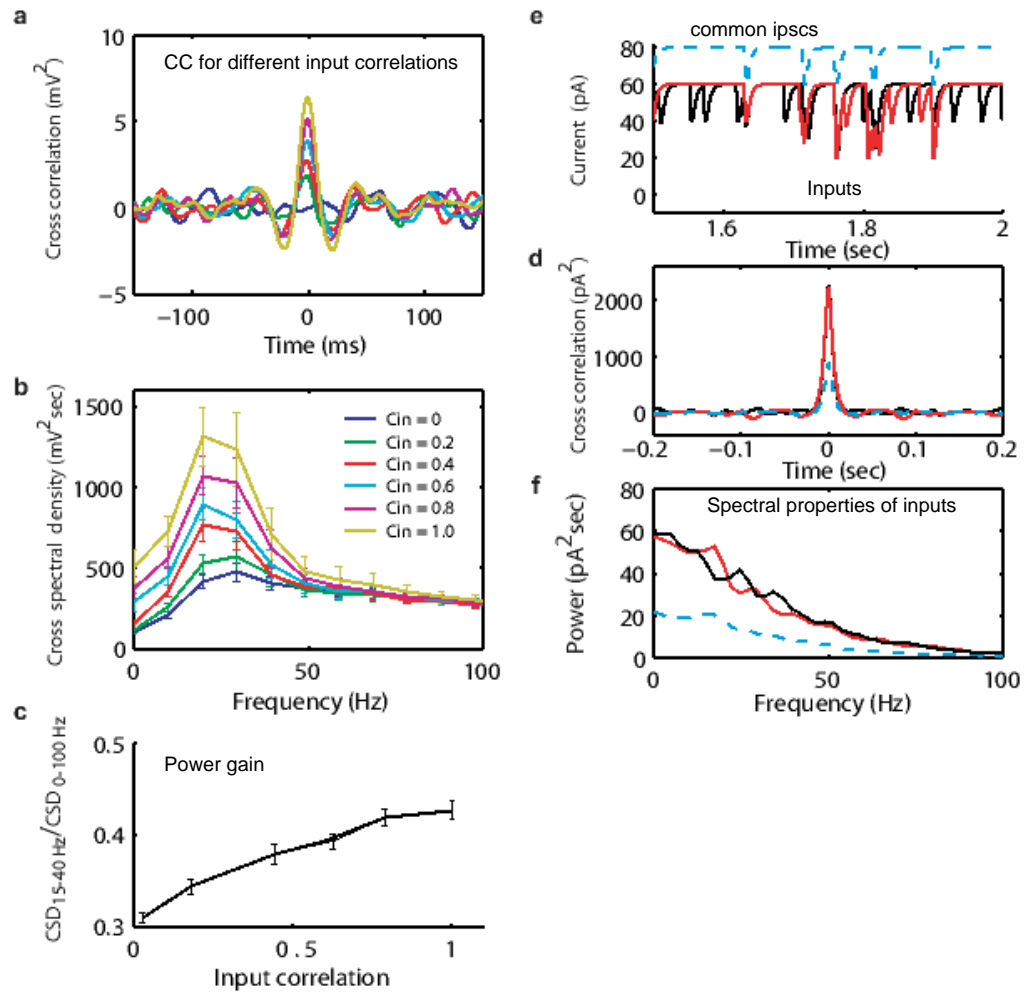 a
10
CC for different input correlations
Cross correlation (mV2)
5
0
−5
−100
0
100
Time (ms)
b
1500
Cross spectral density (mV2sec)
1000
500
0
Cin = 0
Cin = 0.2
Cin = 0.4
Cin = 0.6
Cin = 0.8
Cin = 1.0
0
50
100
Frequency (Hz)
c
0.5
Power gain
CSD15-40 Hz/CSD 0-100 Hz
0.4
0.3
0
0.5
1
Input correlation
e
common ipscs
80
60
40
20
0
Current (pA)
Inputs
1.6
1.8
2
Time (sec)
d
2000
1000
0
Cross correlation (pA2)
−0.2
−0.1
0
0.1
0.2
Time (sec)
f
80
Spectral properties of inputs
60
40
20
0
Power (pA2sec)
0
50
100
Frequency (Hz)